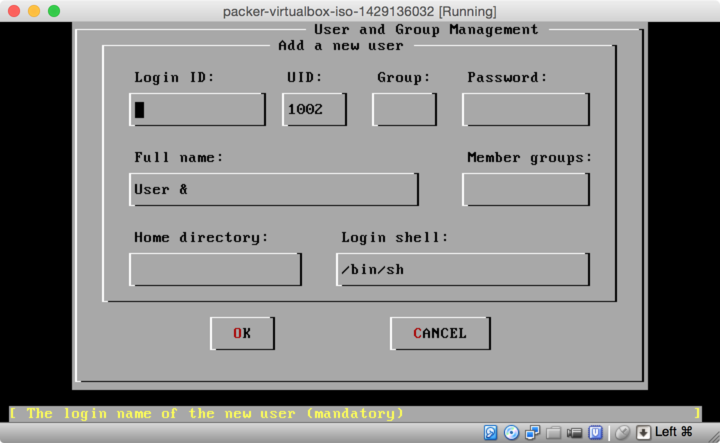 packer-virtualbox-iso-1429136032 [Running]
User and Group Management
Add a new user
Login ID: UID: Group: Password:
1002
Full name: Member groups:
User &
Home directory: Login shell:
/bin/sh
OK CANCEL
[ The login name of the new user (mandatory) ]
Left ⌘